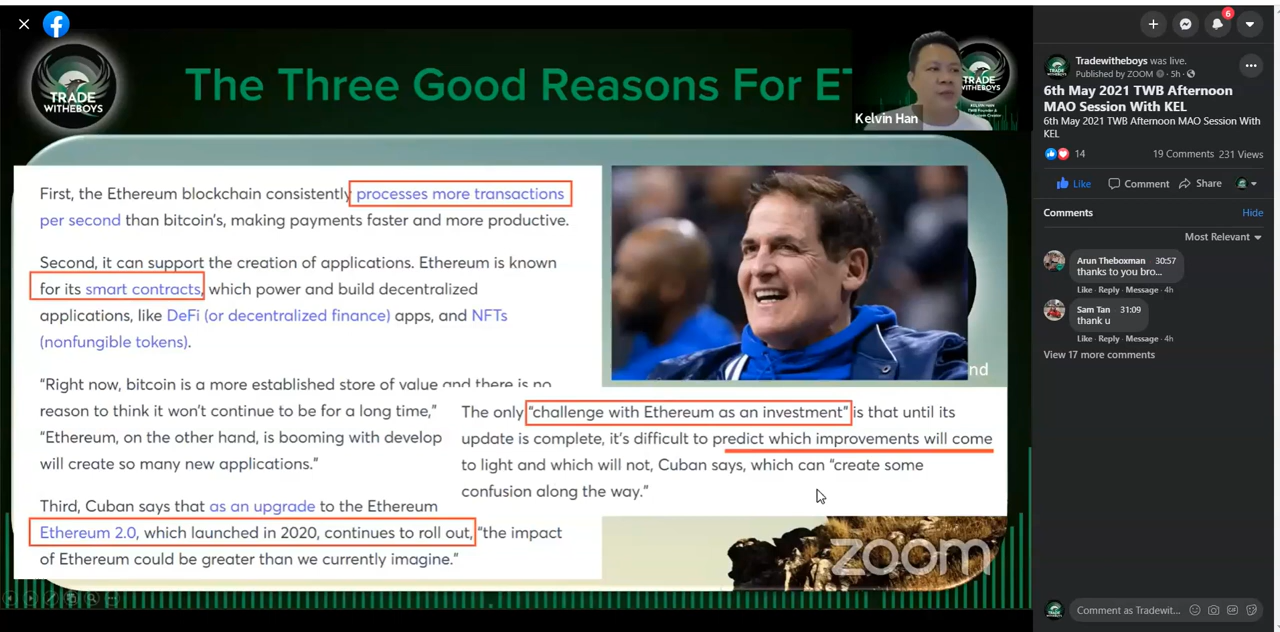 TRADE
WITHEBOYS
The Three Good Reasons For ET
Kelvin Han
First, the Ethereum blockchain consistently processes more transactions
per second than bitcoin's, making payments faster and more productive.
Second, it can support the creation of applications. Ethereum is known
for its smart contracts, which power and build decentralized
applications, like DeFi (or decentralized finance) apps, and NFTs
(nonfungible tokens).
"Right now, bitcoin is a more established store of value and there is no
reason to think it won't continue to be for a long time,"
"Ethereum, on the other hand, is booming with develop
will create so many new applications."
Third, Cuban says that as an upgrade to the Ethereum
Ethereum 2.0, which launched in 2020, continues to roll out, "the impact
of Ethereum could be greater than we currently imagine."
nd
The only "challenge with Ethereum as an investment" is that until its
update is complete, it's difficult to predict which improvements will come
to light and which will not, Cuban says, which can "create some
confusion along the way."
zoom
6
Tradewitheboys was live.
Published by ZOOM · 5h ·
6th May 2021 TWB Afternoon
MAO Session With KEL
6th May 2021 TWB Afternoon MAO Session With
KEL
14
19 Comments 231 Views
Like Comment Share
Comments Hide
Most Relevant
Arun Theboxman 30:57
thanks to you bro...
Like · Reply · Message · 4h
Sam Tan 31:09
thank u
Like · Reply · Message · 4h
View 17 more comments
Comment as Tradewit...